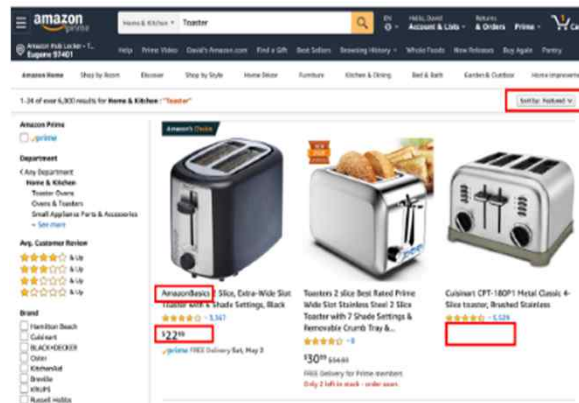 amazon
prime
Home & Kitchen
Toaster
EN
Hello, David
Account & Lists
Returns
& Orders
Prime
Amazon Hub Locker - T...
Eugene 97401
Help
Prime Video
David's Amazon.com
Find a Gift
Best Sellers
Browsing History
Whole Foods
New Releases
Buy Again
Pantry
Amazon Home
Shop by Room
Discover
Shop by Style
Home Décor
Furniture
Kitchen & Dining
Bed & Bath
Garden & Outdoor
Home Improvement
1-24 of over 6,000 results for Home & Kitchen : "Toaster"
Sort by: Featured
Amazon Prime
prime
Department
Any Department
Home & Kitchen
Toaster Ovens
Ovens & Toasters
Small Appliance Parts & Accessories
See more
Avg. Customer Review
& Up
& Up
& Up
& Up
Brand
Hamilton Beach
Cuisinart
BLACK+DECKER
Oster
KitchenAid
Breville
KRUPS
Russell Hobbs
Amazon's Choice
AmazonBasics 2 Slice, Extra-Wide Slot
Toaster with 6 Shade Settings, Black
$22
prime FREE Delivery Sat, May 2
Toasters 2 slice Best Rated Prime
Wide Slot Stainless Steel 2 Slice
Toaster with 7 Shade Settings &
Removable Crumb Tray &...
$30
FREE Delivery for Prime members
Only 2 left in stock - order soon
Cuisinart CPT-180P1 Metal Classic 4-
Slice toaster, Brushed Stainless